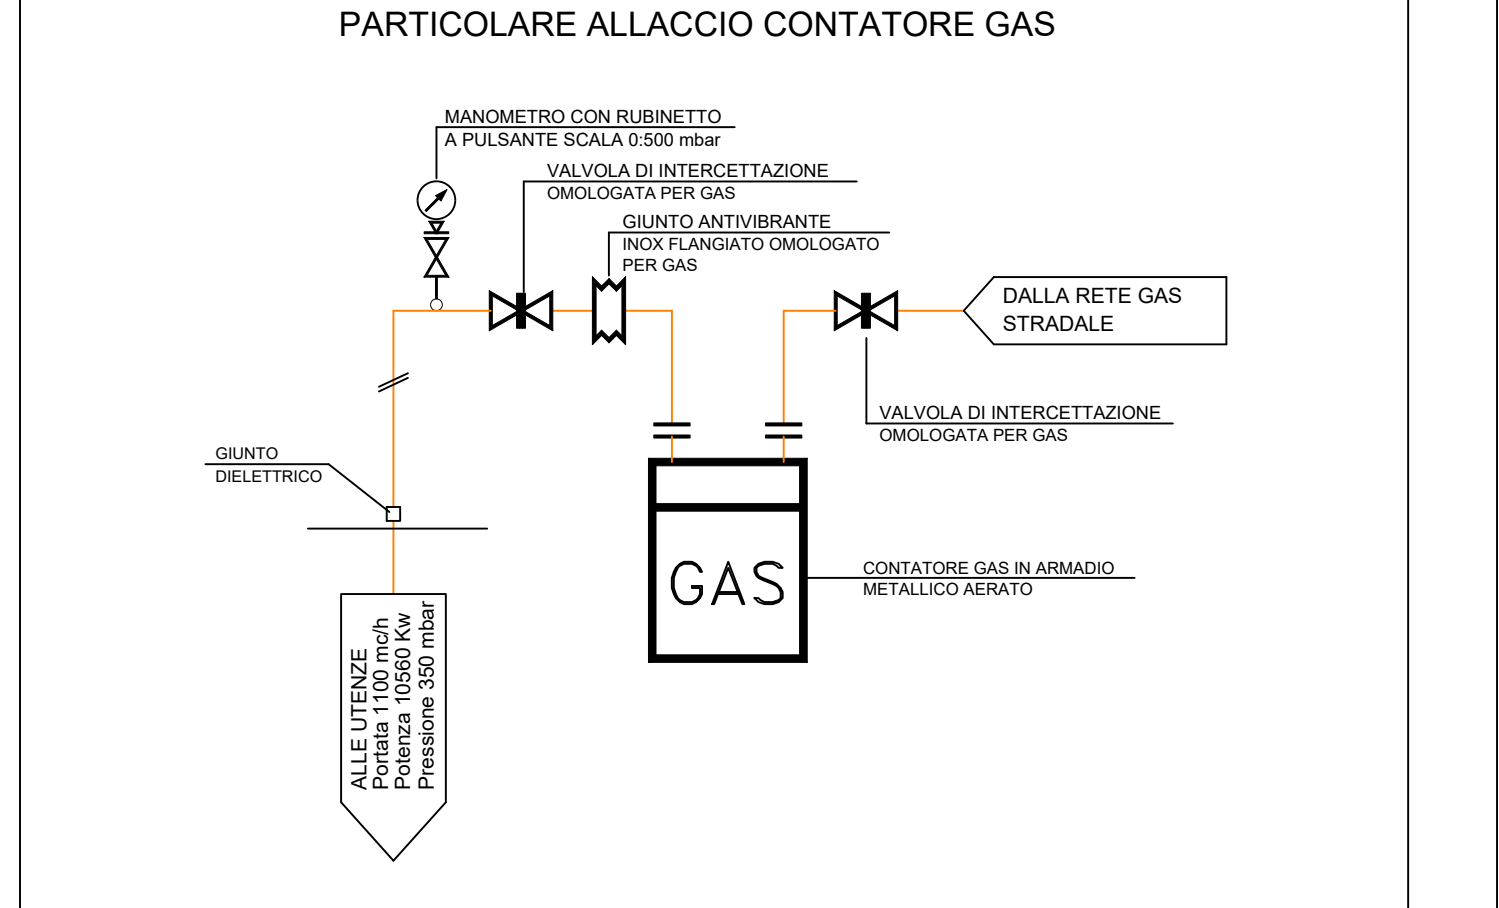 PARTICOLARE ALLACCIO CONTATORE GAS
MANOMETRO CON RUBINETTO
A PULSANTE SCALA 0:500 mbar
VALVOLA DI INTERCETTAZIONE
OMOLOGATA PER GAS
GIUNTO ANTIVIBRANTE
INOX FLANGIATO OMOLOGATO
PER GAS
DALLA RETE GAS
STRADALE
VALVOLA DI INTERCETTAZIONE
OMOLOGATA PER GAS
GIUNTO
DIELETTRICO
GAS
CONTATORE GAS IN ARMADIO
METALLICO AERATO
ALLE UTENZE
Portata 1100 mc/h
Potenza 10560 Kw
Pressione 350 mbar